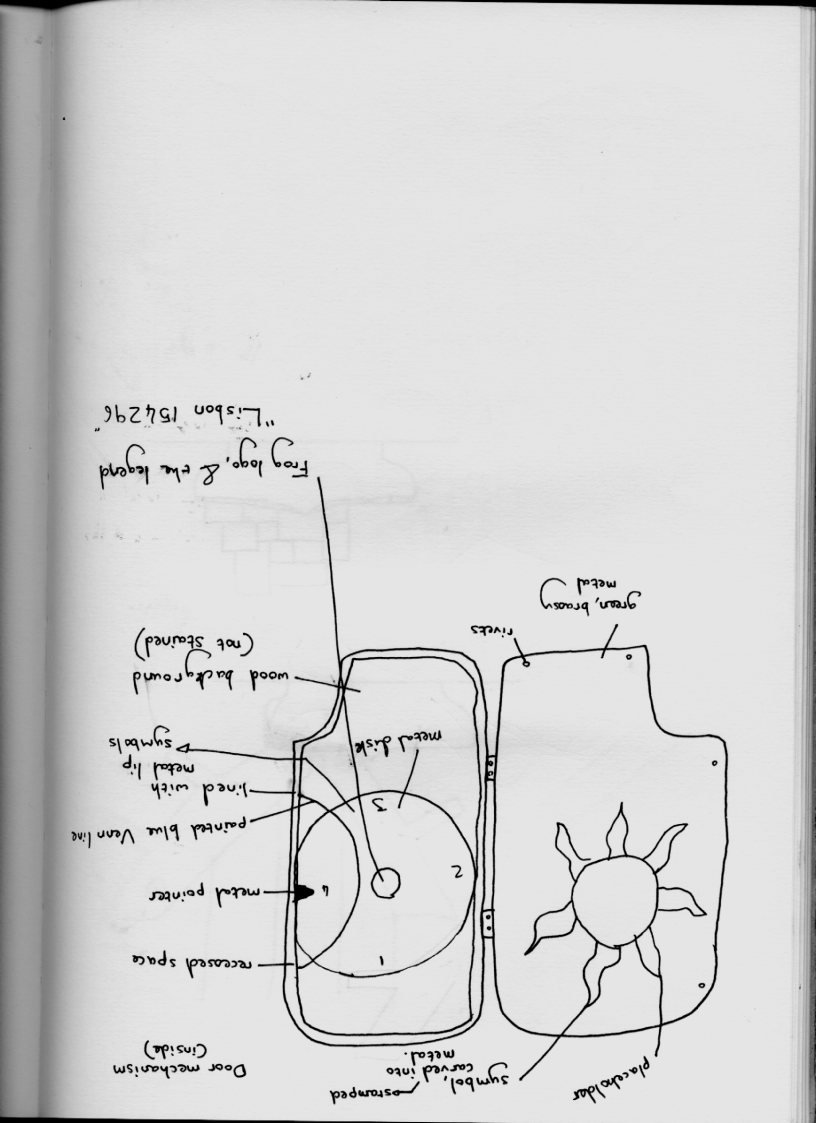 placeholder
symbol,
carved into
metal.
stamped
Door mechanism
(inside)
recessed space
metal pointer
painted blue Venn line
lined with
metal lip
symbols
1
2
3
4
metal disk
wood background
(not stained)
rivets
green, brassy
metal
Frog logo, & the legend
"Lisbon 154296"